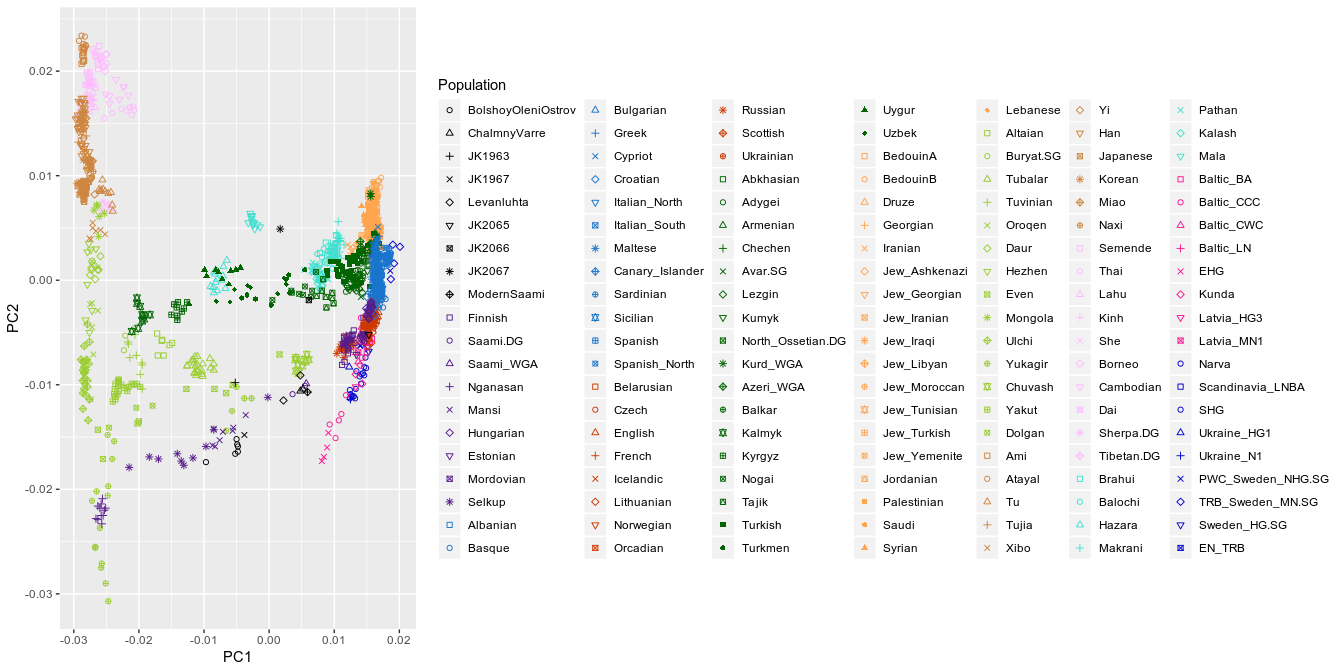 Population
BolshoyOleniOstrov
ChalmnyVarre
JK1963
JK1967
Levanluhta
JK2065
JK2066
JK2067
ModernSaami
Finnish
Saami.DG
Saami_WGA
Nganasan
Mansi
Hungarian
Estonian
Mordovian
Selkup
Albanian
Basque
Bulgarian
Greek
Cypriot
Croatian
Italian_North
Italian_South
Maltese
Canary_Islander
Sardinian
Sicilian
Spanish
Spanish_North
Belarusian
Czech
English
French
Icelandic
Lithuanian
Norwegian
Orcadian
Russian
Scottish
Ukrainian
Abkhasian
Adygei
Armenian
Chechen
Avar.SG
Lezgin
Kumyk
North_Ossetian.DG
Kurd_WGA
Azeri_WGA
Balkar
Kalmyk
Kyrgyz
Nogai
Tajik
Turkish
Turkmen
Uygur
Uzbek
BedouinA
BedouinB
Druze
Georgian
Iranian
Jew_Ashkenazi
Jew_Georgian
Jew_Iranian
Jew_Iraqi
Jew_Libyan
Jew_Moroccan
Jew_Tunisian
Jew_Turkish
Jew_Yemenite
Jordanian
Palestinian
Saudi
Syrian
Lebanese
Altaian
Buryat.SG
Tubalar
Tuvinian
Oroqen
Daur
Hezhen
Even
Mongola
Ulchi
Yukagir
Chuvash
Yakut
Dolgan
Ami
Atayal
Tu
Tujia
Xibo
Yi
Han
Japanese
Korean
Miao
Naxi
Semende
Thai
Lahu
Kinh
She
Borneo
Cambodian
Dai
Sherpa.DG
Tibetan.DG
Brahui
Balochi
Hazara
Makrani
Pathan
Kalash
Mala
Baltic_BA
Baltic_CCC
Baltic_CWC
Baltic_LN
EHG
Kunda
Latvia_HG3
Latvia_MN1
Narva
Scandinavia_LNBA
SHG
Ukraine_HG1
Ukraine_N1
PWC_Sweden_NHG.SG
TRB_Sweden_MN.SG
Sweden_HG.SG
EN_TRB
PC2
0.02
0.01
0.00
-0.01
-0.02
-0.03
-0.03
-0.02
-0.01
0.00
0.01
0.02
PC1